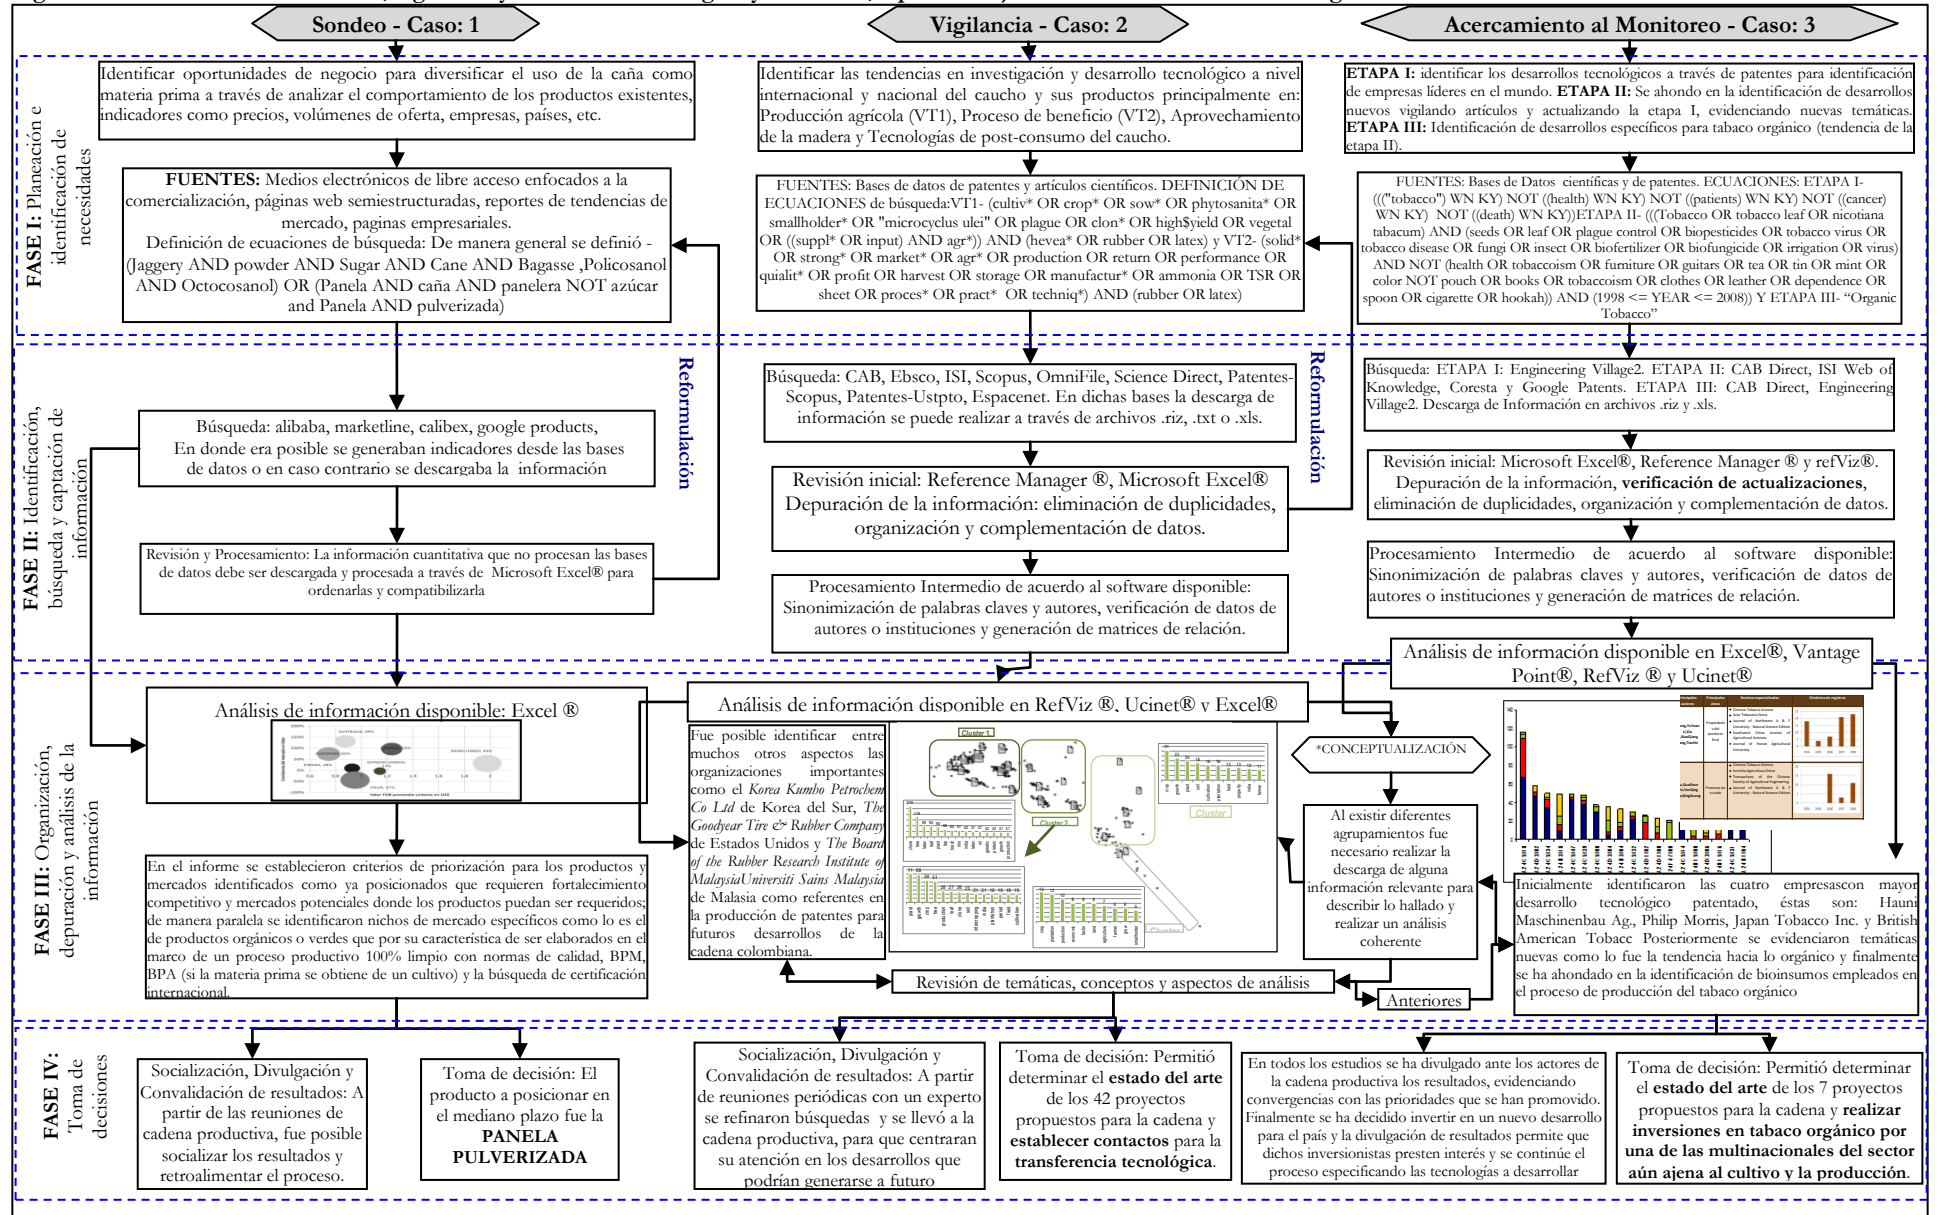 Sondeo - Caso: 1
Vigilancia - Caso: 2
Acercamiento al Monitoreo - Caso: 3
FASE I: Planeación e
identificación de
necesidades
Identificar oportunidades de negocio para diversificar el uso de la caña como
materia prima a través de analizar el comportamiento de los productos existentes,
indicadores como precios, volúmenes de oferta, empresas, países, etc.
Identificar las tendencias en investigación y desarrollo tecnológico a nivel
internacional y nacional del caucho y sus productos principalmente en:
Producción agrícola (VT1), Proceso de beneficio (VT2), Aprovechamiento
de la madera y Tecnologías de post-consumo del caucho.
ETAPA I: identificar los desarrollos tecnológicos a través de patentes para identificación
de empresas líderes en el mundo. ETAPA II: Se ahondo en la identificación de desarrollos
nuevos vigilando artículos y actualizando la etapa I, evidenciando nuevas temáticas.
ETAPA III: Identificación de desarrollos específicos para tabaco orgánico (tendencia de la
etapa II).
FUENTES: Medios electrónicos de libre acceso enfocados a la
comercialización, páginas web semiestructuradas, reportes de tendencias de
mercado, paginas empresariales.
Definición de ecuaciones de búsqueda: De manera general se definió -
(Jaggery AND powder AND Sugar AND Cane AND Bagasse ,Policosanol
AND Octocosanol) OR (Panela AND caña AND panelera NOT azúcar
and Panela AND pulverizada)
FUENTES: Bases de datos de patentes y artículos científicos. DEFINICIÓN DE
ECUACIONES de búsqueda:VT1- (cultiv* OR crop* OR sow* OR phytosanita* OR
smallholder* OR "microcyclus ulei" OR plague OR clon* OR high$yield OR vegetal
OR ((suppl* OR input) AND agr*)) AND (hevea* OR rubber OR latex) y VT2- (solid*
OR strong* OR market* OR agr* OR production OR return OR performance OR
quialit* OR profit OR harvest OR storage OR manufactur* OR ammonia OR TSR OR
sheet OR proces* OR pract* OR techniq*) AND (rubber OR latex)
FUENTES: Bases de Datos científicas y de patentes. ECUACIONES: ETAPA I-
((("tobacco") WN KY) NOT ((health) WN KY) NOT ((patients) WN KY) NOT ((cancer)
WN KY) NOT ((death) WN KY))ETAPA II- (((Tobacco OR tobacco leaf OR nicotiana
tabacum) AND (seeds OR leaf OR plague control OR biopesticides OR tobacco virus OR
tobacco disease OR fungi OR insect OR biofertilizer OR biofungicide OR irrigation OR virus)
AND NOT (health OR tobaccoism OR furniture OR guitars OR tea OR tin OR mint OR
color NOT pouch OR books OR tobaccoism OR clothes OR leather OR dependence OR
spoon OR cigarette OR hookah)) AND (1998 <= YEAR <= 2008)) Y ETAPA III- “Organic
Tobacco”
FASE II: Identificación,
búsqueda y captación de
información
Reformulación
Reformulación
Búsqueda: alibaba, marketline, calibex, google products,
En donde era posible se generaban indicadores desde las bases
de datos o en caso contrario se descargaba la información
Revisión y Procesamiento: La información cuantitativa que no procesan las bases
de datos debe ser descargada y procesada a través de Microsoft Excel® para
ordenarlas y compatibilizarla
Búsqueda: CAB, Ebsco, ISI, Scopus, OmniFile, Science Direct, Patentes-
Scopus, Patentes-Ustpto, Espacenet. En dichas bases la descarga de
información se puede realizar a través de archivos .riz, .txt o .xls.
Revisión inicial: Reference Manager ®, Microsoft Excel®
Depuración de la información: eliminación de duplicidades,
organización y complementación de datos.
Procesamiento Intermedio de acuerdo al software disponible:
Sinonimización de palabras claves y autores, verificación de datos de
autores o instituciones y generación de matrices de relación.
Búsqueda: ETAPA I: Engineering Village2. ETAPA II: CAB Direct, ISI Web of
Knowledge, Coresta y Google Patents. ETAPA III: CAB Direct, Engineering
Village2. Descarga de Información en archivos .riz y .xls.
Revisión inicial: Microsoft Excel®, Reference Manager ® y refViz®.
Depuración de la información, verificación de actualizaciones,
eliminación de duplicidades, organización y complementación de datos.
Procesamiento Intermedio de acuerdo al software disponible:
Sinonimización de palabras claves y autores, verificación de datos de
autores o instituciones y generación de matrices de relación.
FASE III: Organización,
depuración y análisis de la
información
Análisis de información disponible: Excel ®
En el informe se establecieron criterios de priorización para los productos y
mercados identificados como ya posicionados que requieren fortalecimiento
competitivo y mercados potenciales donde los productos puedan ser requeridos;
de manera paralela se identificaron nichos de mercado específicos como lo es el
de productos orgánicos o verdes que por su característica de ser elaborados en el
marco de un proceso productivo 100% limpio con normas de calidad, BPM,
BPA (si la materia prima se obtiene de un cultivo) y la búsqueda de certificación
internacional.
Análisis de información disponible en RefViz ®, Ucinet® y Excel®
Fue posible identificar entre
muchos otros aspectos las
organizaciones importantes
como el Korea Kumho Petrochem
Co Ltd de Korea del Sur, The
Goodyear Tire & Rubber Company
de Estados Unidos y The Board
of the Rubber Research Institute of
MalaysiaUniversiti Sains Malaysia
de Malasia como referentes en
la producción de patentes para
futuros desarrollos de la
cadena colombiana.
Cluster 1
Cluster 2
Cluster
Cluster
*CONCEPTUALIZACIÓN
Al existir diferentes
agrupamientos fue
necesario realizar la
descarga de alguna
información relevante para
describir lo hallado y
realizar un análisis
coherente
Revisión de temáticas, conceptos y aspectos de análisis
Anteriores
Análisis de información disponible en Excel®, Vantage
Point®, RefViz ® y Ucinet®
Inicialmente identificaron las cuatro empresascon mayor
desarrollo tecnológico patentado, éstas son: Hauni
Maschinenbau Ag., Philip Morris, Japan Tobacco Inc. y British
American Tobacc Posteriormente se evidenciaron temáticas
nuevas como lo fue la tendencia hacia lo orgánico y finalmente
se ha ahondado en la identificación de bioinsumos empleados en
el proceso de producción del tabaco orgánico
FASE IV:
Toma de
decisiones
Socialización, Divulgación y
Convalidación de resultados: A
partir de las reuniones de
cadena productiva, fue posible
socializar los resultados y
retroalimentar el proceso.
Toma de decisión: El
producto a posicionar en
el mediano plazo fue la
PANELA
PULVERIZADA
Socialización, Divulgación y
Convalidación de resultados: A partir
de reuniones periódicas con un experto
se refinaron búsquedas y se llevó a la
cadena productiva, para que centraran
su atención en los desarrollos que
podrían generarse a futuro
Toma de decisión: Permitió
determinar el estado del arte
de los 42 proyectos
propuestos para la cadena y
establecer contactos para la
transferencia tecnológica.
En todos los estudios se ha divulgado ante los actores de
la cadena productiva los resultados, evidenciando
convergencias con las prioridades que se han promovido.
Finalmente se ha decidido invertir en un nuevo desarrollo
para el país y la divulgación de resultados permite que
dichos inversionistas presten interés y se continúe el
proceso especificando las tecnologías a desarrollar
Toma de decisión: Permitió determinar
el estado del arte de los 7 proyectos
propuestos para la cadena y realizar
inversiones en tabaco orgánico por
una de las multinacionales del sector
aún ajena al cultivo y la producción.